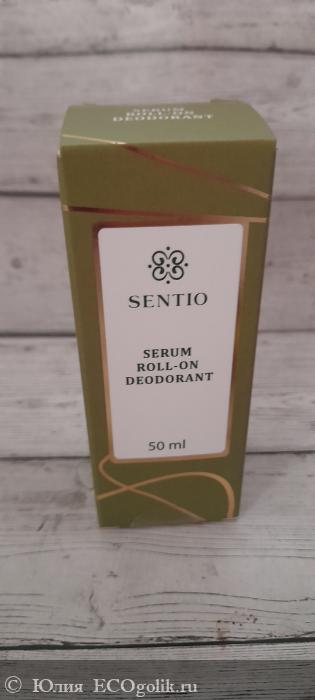 SERUM
ROLL-ON
DEODORANT
SENTIO
SERUM
ROLL-ON
DEODORANT
50 ml
© Юлия ECOgolik.ru